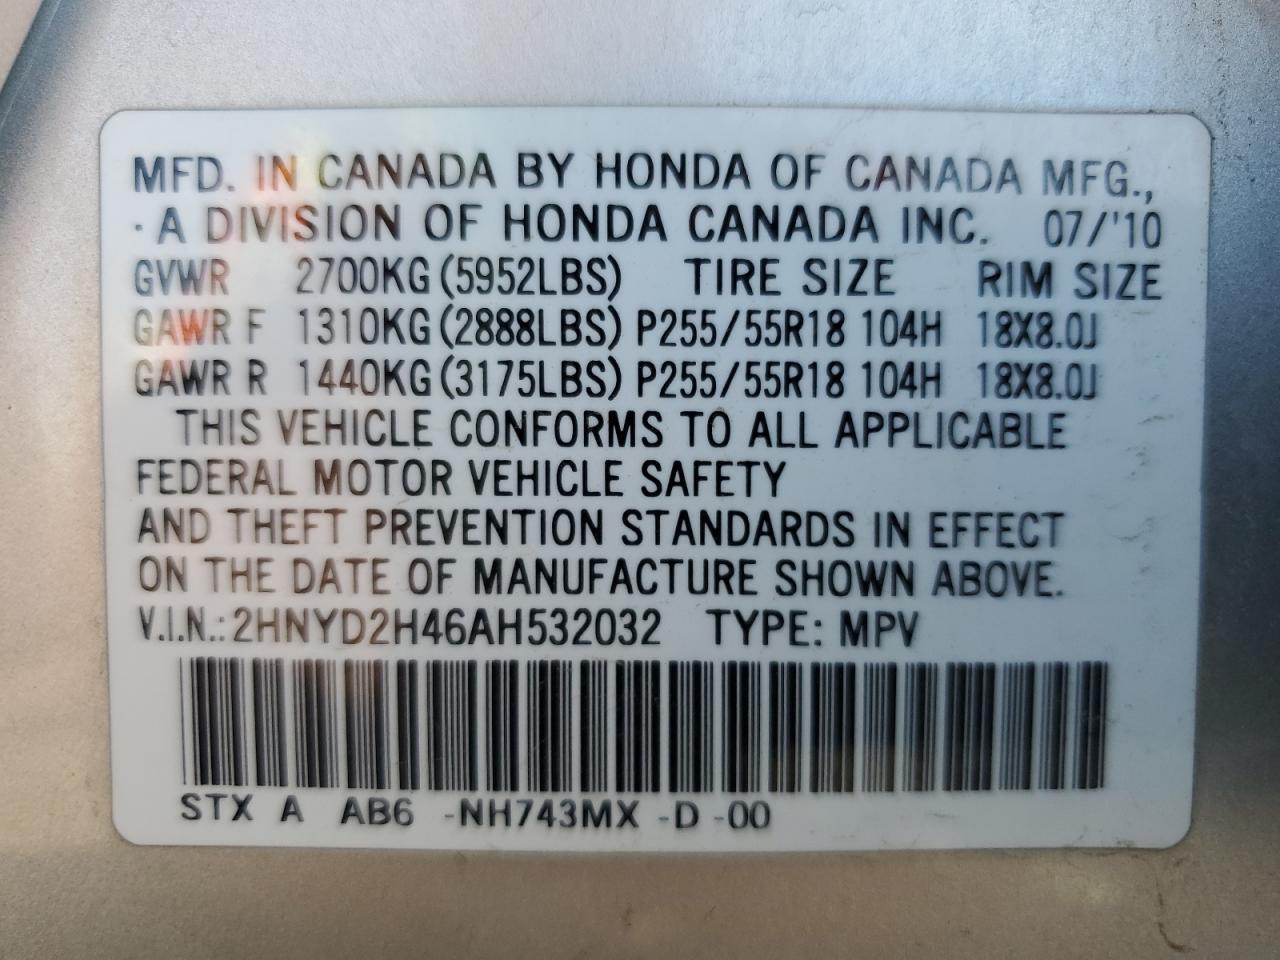 MFD. IN CANADA BY HONDA OF CANADA MFG.,
· A DIVISION OF HONDA CANADA INC. 07/'10
GVWR 2700KG (5952LBS) TIRE SIZE RIM SIZE
GAWR F 1310KG (2888LBS) P255/55R18 104H 18X8.0J
GAWR R 1440KG (3175LBS) P255/55R18 104H 18X8.0J
THIS VEHICLE CONFORMS TO ALL APPLICABLE
FEDERAL MOTOR VEHICLE SAFETY
AND THEFT PREVENTION STANDARDS IN EFFECT
ON THE DATE OF MANUFACTURE SHOWN ABOVE.
V.I.N.: 2HNYD2H46AH532032 TYPE: MPV
STX A AB6 -NH743MX -D -00